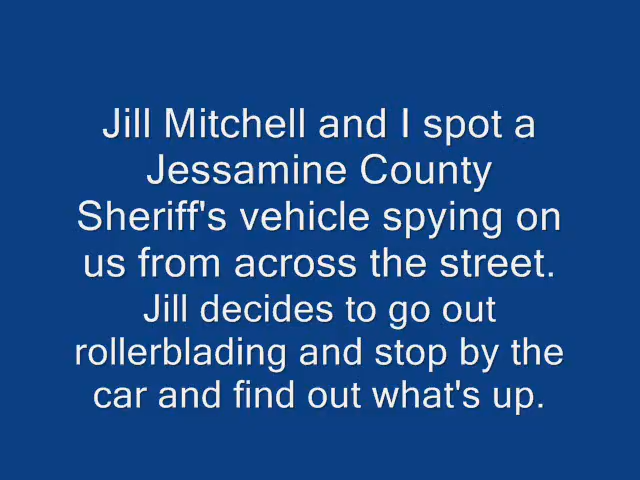 Jill Mitchell and I spot a
Jessamine County
Sheriff's vehicle spying on
us from across the street.
Jill decides to go out
rollerblading and stop by the
car and find out what's up.